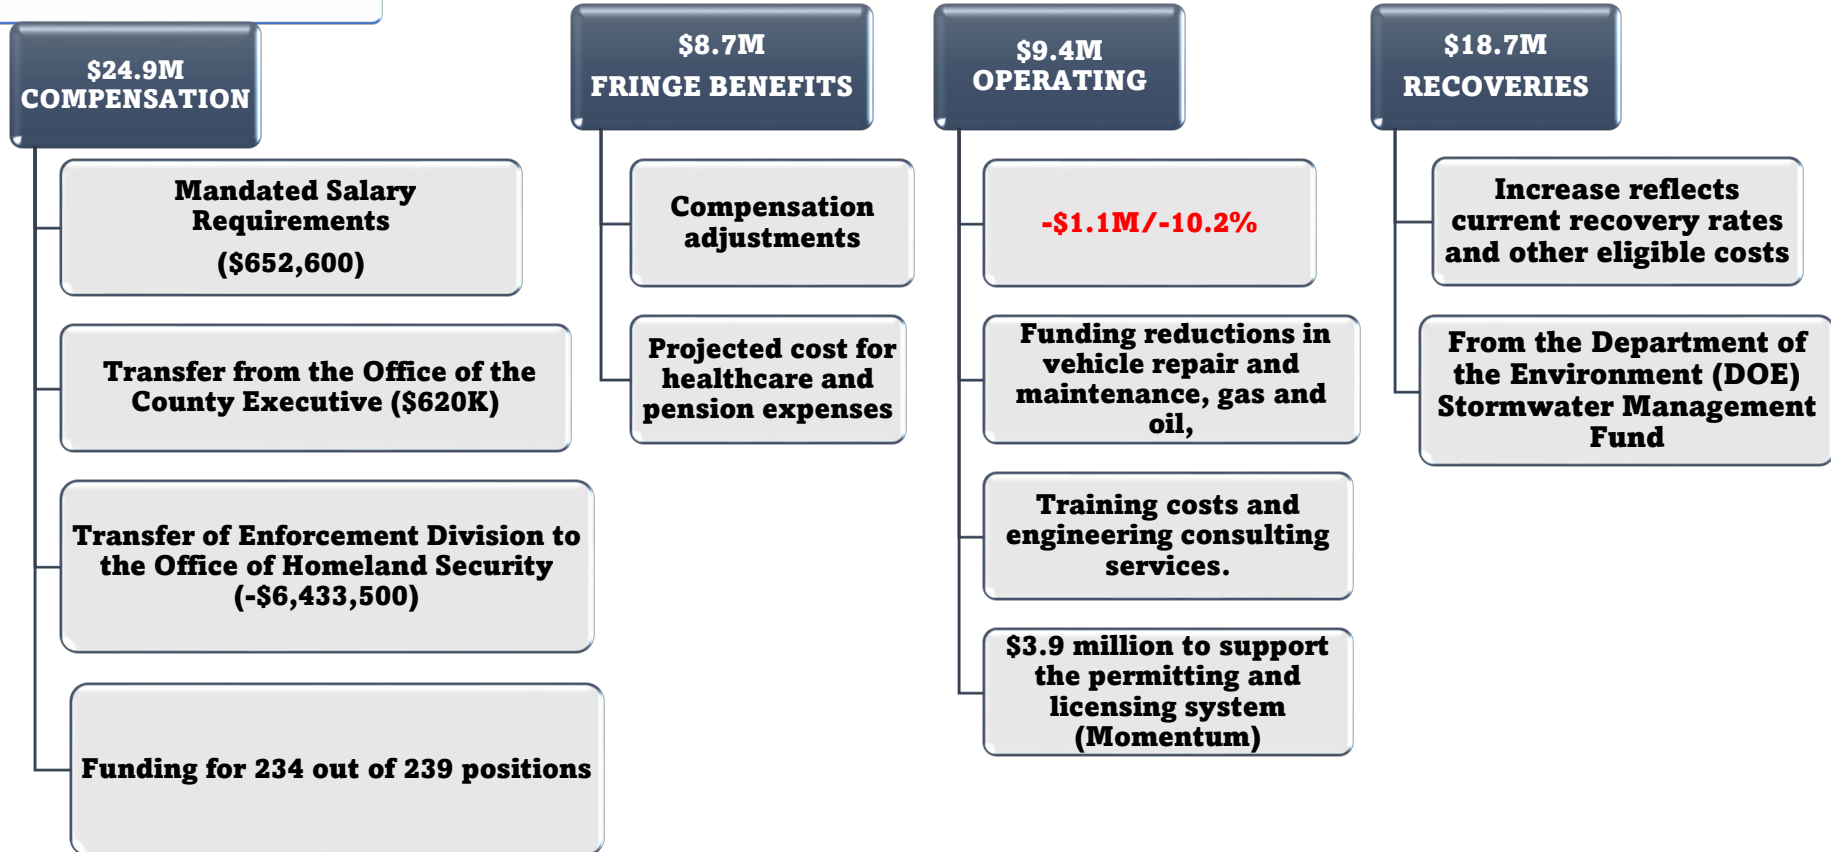 $24.9M
COMPENSATION
Mandated Salary
Requirements
($652,600)
Transfer from the Office of the
County Executive ($620K)
Transfer of Enforcement Division to
the Office of Homeland Security
(-$6,433,500)
Funding for 234 out of 239 positions
$8.7M
FRINGE BENEFITS
Compensation
adjustments
Projected cost for
healthcare and
pension expenses
$9.4M
OPERATING
-$1.1M/-10.2%
Funding reductions in
vehicle repair and
maintenance, gas and
oil,
Training costs and
engineering consulting
services.
$3.9 million to support
the permitting and
licensing system
(Momentum)
$18.7M
RECOVERIES
Increase reflects
current recovery rates
and other eligible costs
From the Department of
the Environment (DOE)
Stormwater Management
Fund